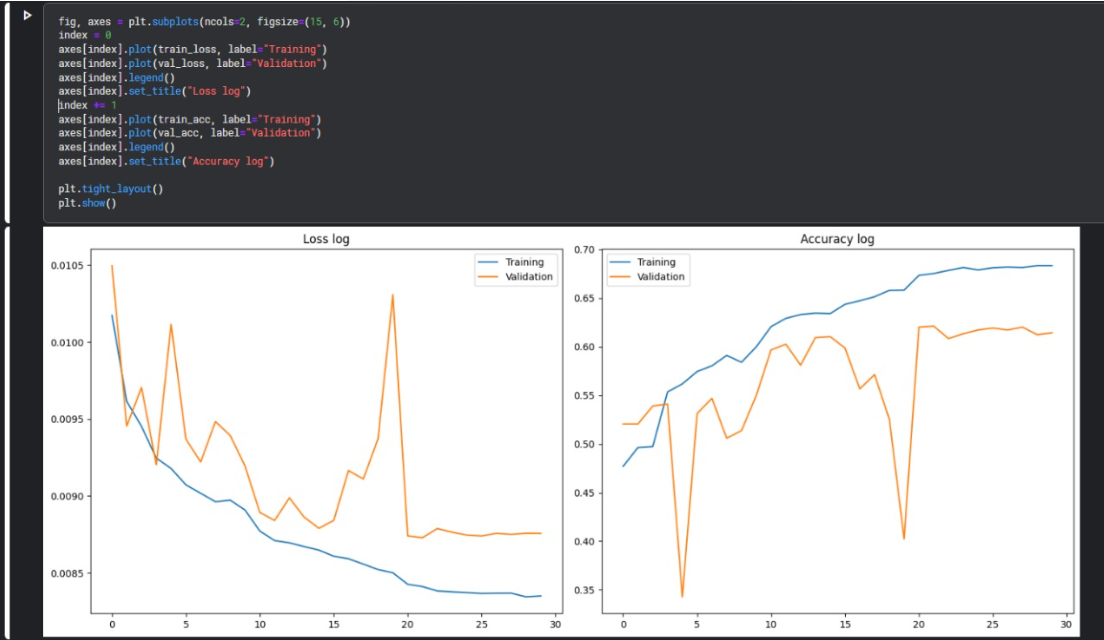 fig, axes = plt.subplots(ncols=2, figsize=(15, 6))
index = 0
axes[index].plot(train_loss, label="Training")
axes[index].plot(val_loss, label="Validation")
axes[index].legend()
axes[index].set_title("Loss log")
index += 1
axes[index].plot(train_acc, label="Training")
axes[index].plot(val_acc, label="Validation")
axes[index].legend()
axes[index].set_title("Accuracy log")
plt.tight_layout()
plt.show()
Loss log
Training
Validation
0.0105
0.0100
0.0095
0.0090
0.0085
0 5 10 15 20 25 30
Accuracy log
Training
Validation
0.70
0.65
0.60
0.55
0.50
0.45
0.40
0.35
0 5 10 15 20 25 30